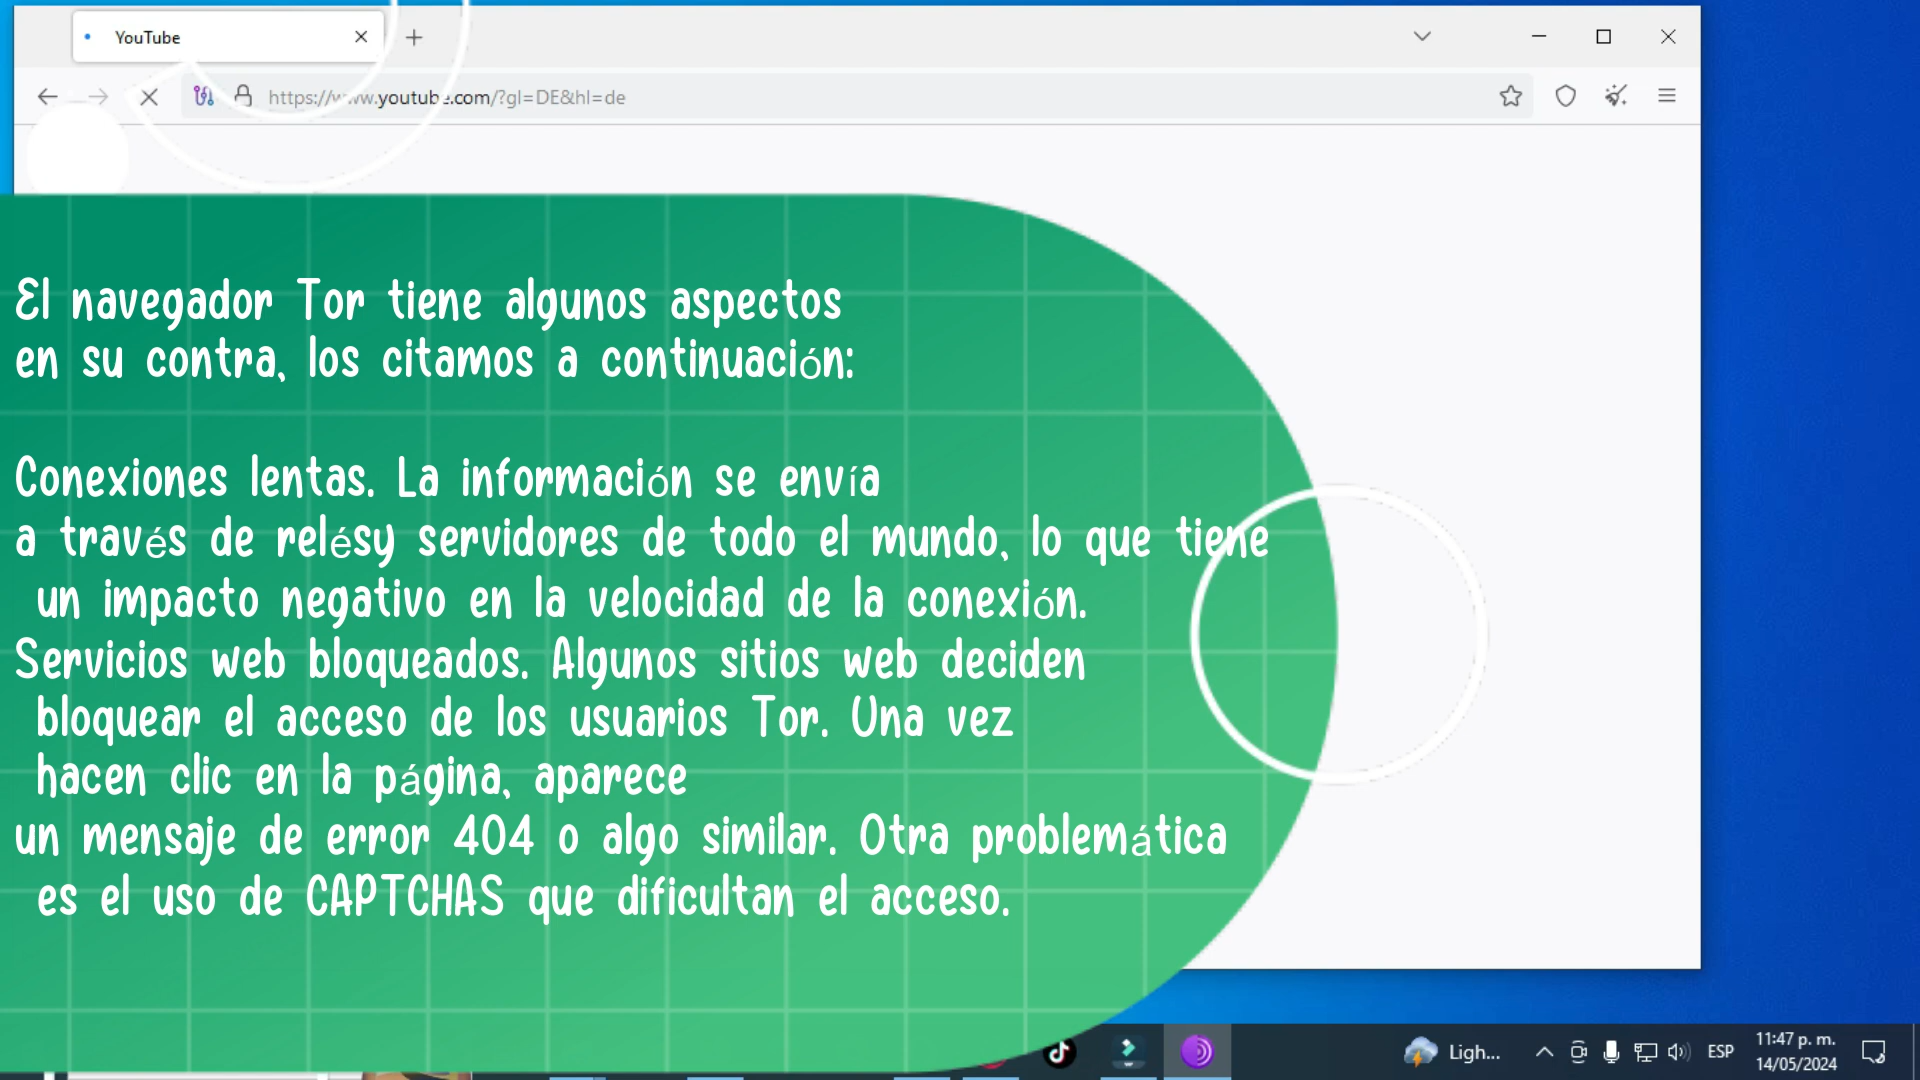 YouTube
https://www.youtube.com/?gl=DE&hl=de
El navegador Tor tiene algunos aspectos
en su contra, los citamos a continuación:
Conexiones lentas. La información se envía
a través de relésy servidores de todo el mundo, lo que tiene
un impacto negativo en la velocidad de la conexión.
Servicios web bloqueados. Algunos sitios web deciden
bloquear el acceso de los usuarios Tor. Una vez
hacen clic en la página, aparece
un mensaje de error 404 o algo similar. Otra problemática
es el uso de CAPTCHAS que dificultan el acceso.
Ligh... ESP 11:47 p. m.
14/05/2024